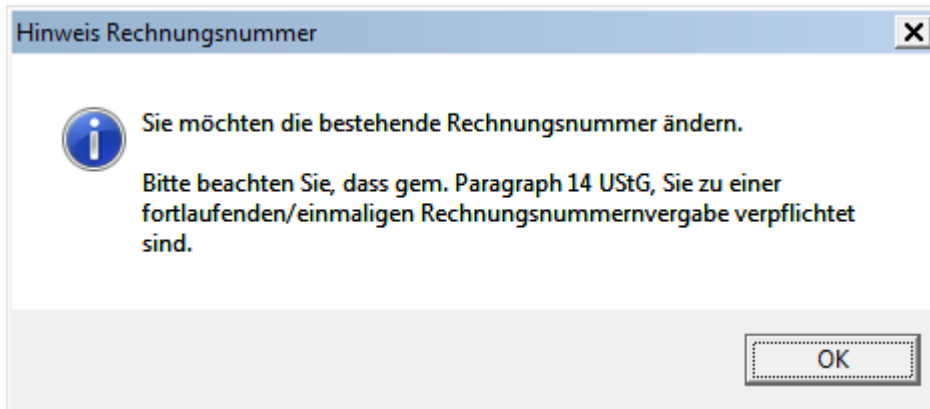 Hinweis Rechnungsnummer
Sie möchten die bestehende Rechnungsnummer ändern.
Bitte beachten Sie, dass gem. Paragraph 14 UStG, Sie zu einer
fortlaufenden/einmaligen Rechnungsnummernvergabe verpflichtet
sind.
OK